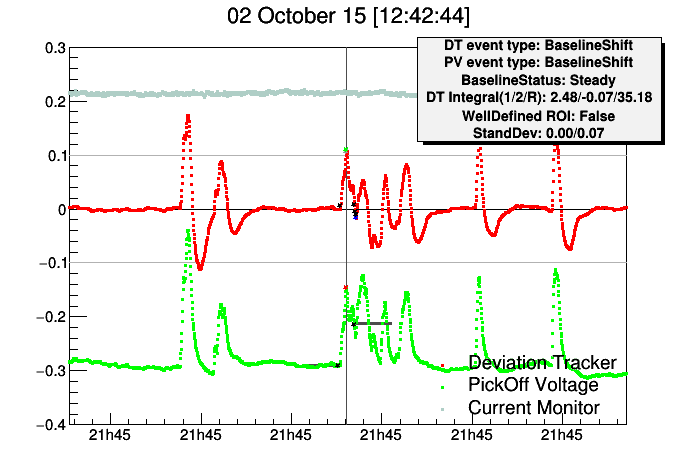 02 October 15 [12:42:44]
DT event type: BaselineShift
PV event type: BaselineShift
BaselineStatus: Steady
DT Integral(1/2/R): 2.48/-0.07/35.18
WellDefined ROI: False
StandDev: 0.00/0.07
0.3
0.2
0.1
0
−0.1
−0.2
−0.3
−0.4
Deviation Tracker
PickOff Voltage
Current Monitor
21h45 21h45 21h45 21h45 21h45 21h45